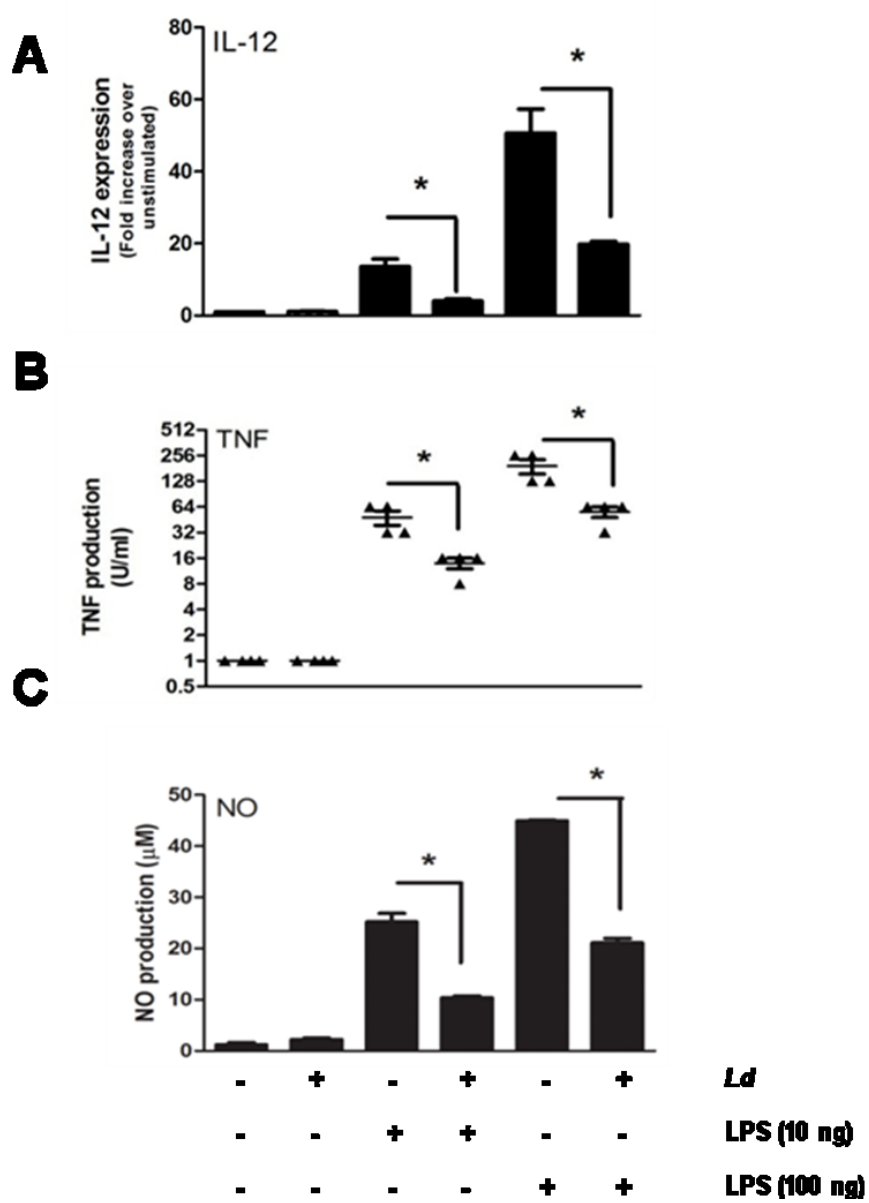 A
IL-12
IL-12 expression
(Fold increase over
unstimulated)
80
60
40
20
0
*
*
B
TNF
TNF production
(U/ml)
512
256
128
64
32
16
8
4
2
1
0.5
*
*
C
NO
NO production (μM)
50
40
30
20
10
0
*
*
- + - + - + Ld
- - + + - - LPS (10 ng)
- - - - + + LPS (100 ng)